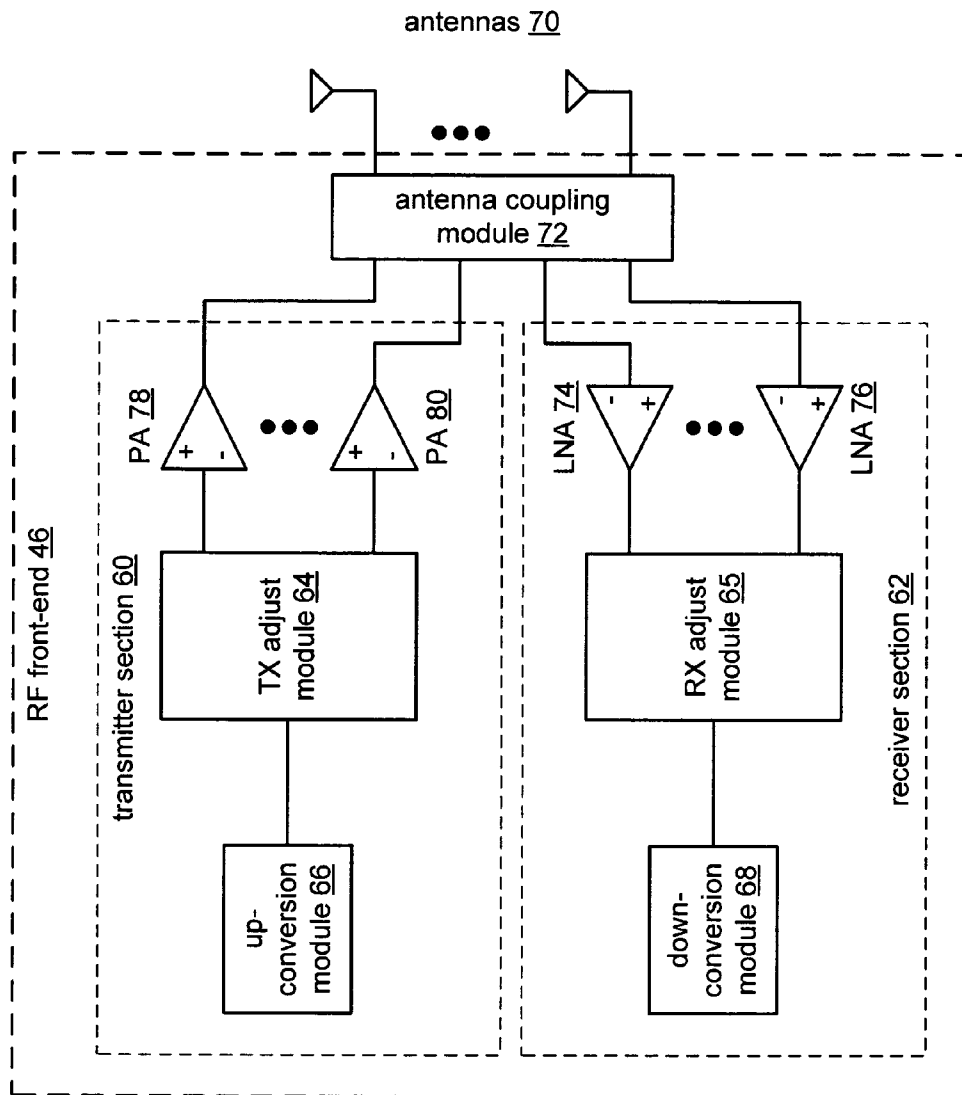 antennas 70
antenna coupling
module 72
RF front-end 46
transmitter section 60
PA 78
+
-
PA 80
+
-
TX adjust
module 64
up-
conversion
module 66
LNA 74
-
+
LNA 76
-
+
RX adjust
module 65
receiver section 62
down-
conversion
module 68